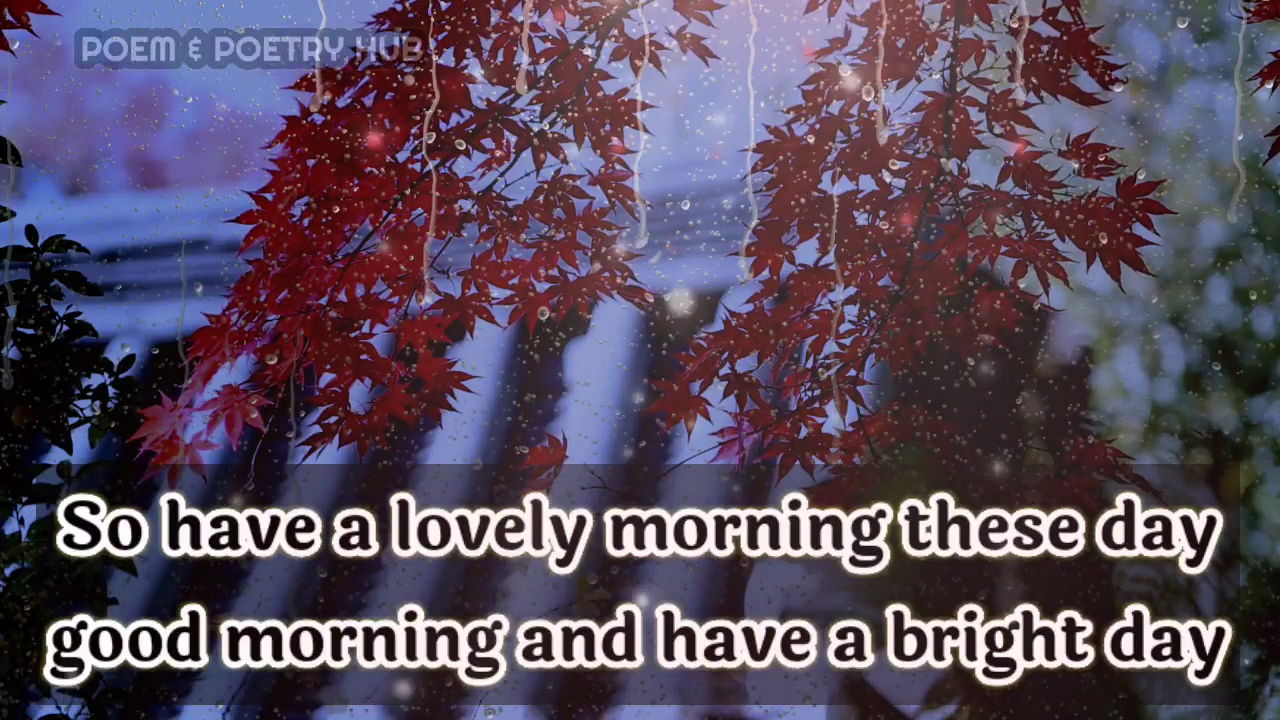 POEM & POETRY HUB
So have a lovely morning these day
good morning and have a bright day